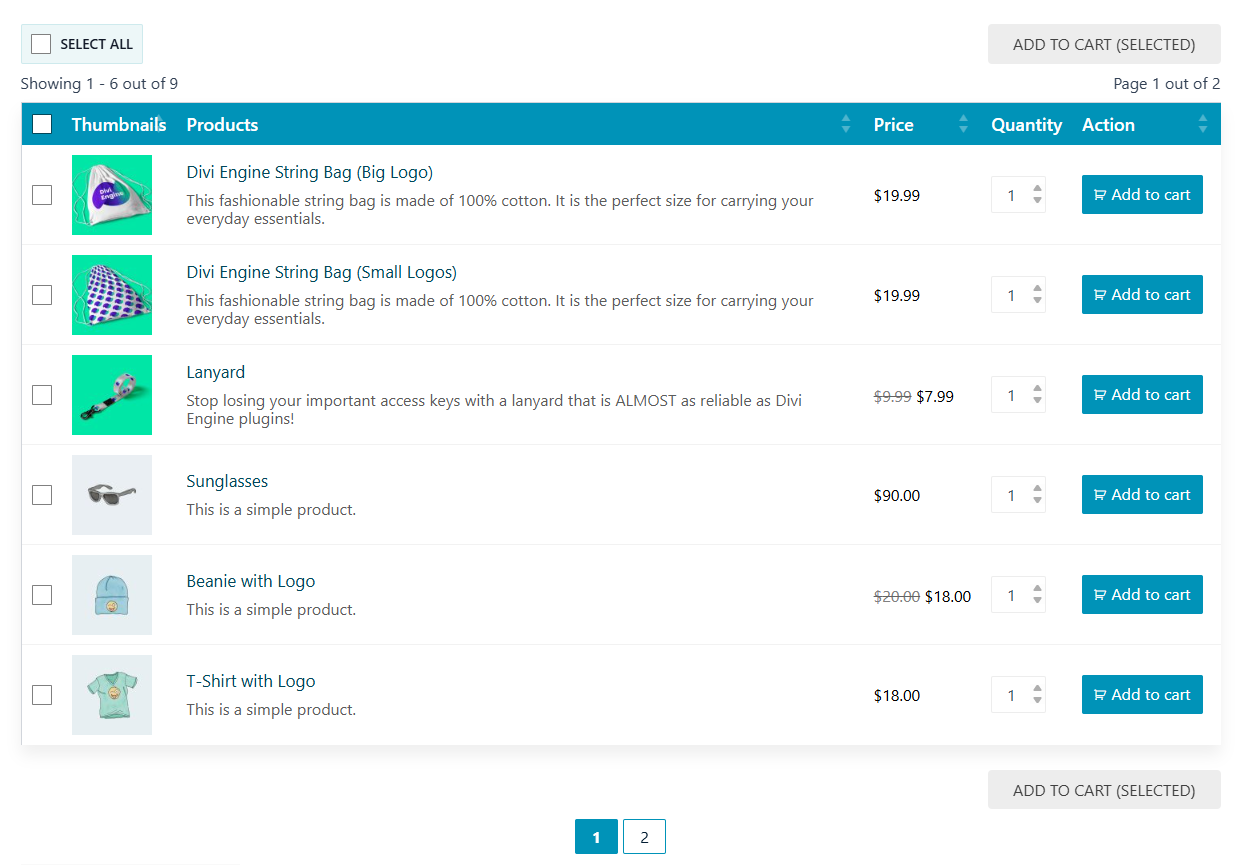 SELECT ALL
ADD TO CART (SELECTED)
Showing 1 - 6 out of 9
Page 1 out of 2
Thumbnails Products Price Quantity Action
Divi Engine
Divi Engine String Bag (Big Logo)
This fashionable string bag is made of 100% cotton. It is the perfect size for carrying your
everyday essentials.
$19.99 1 Add to cart
Divi Engine String Bag (Small Logos)
This fashionable string bag is made of 100% cotton. It is the perfect size for carrying your
everyday essentials.
$19.99 1 Add to cart
Lanyard
Stop losing your important access keys with a lanyard that is ALMOST as reliable as Divi
Engine plugins!
$9.99 $7.99 1 Add to cart
Sunglasses
This is a simple product.
$90.00 1 Add to cart
Beanie with Logo
This is a simple product.
$20.00 $18.00 1 Add to cart
T-Shirt with Logo
This is a simple product.
$18.00 1 Add to cart
ADD TO CART (SELECTED)
1 2